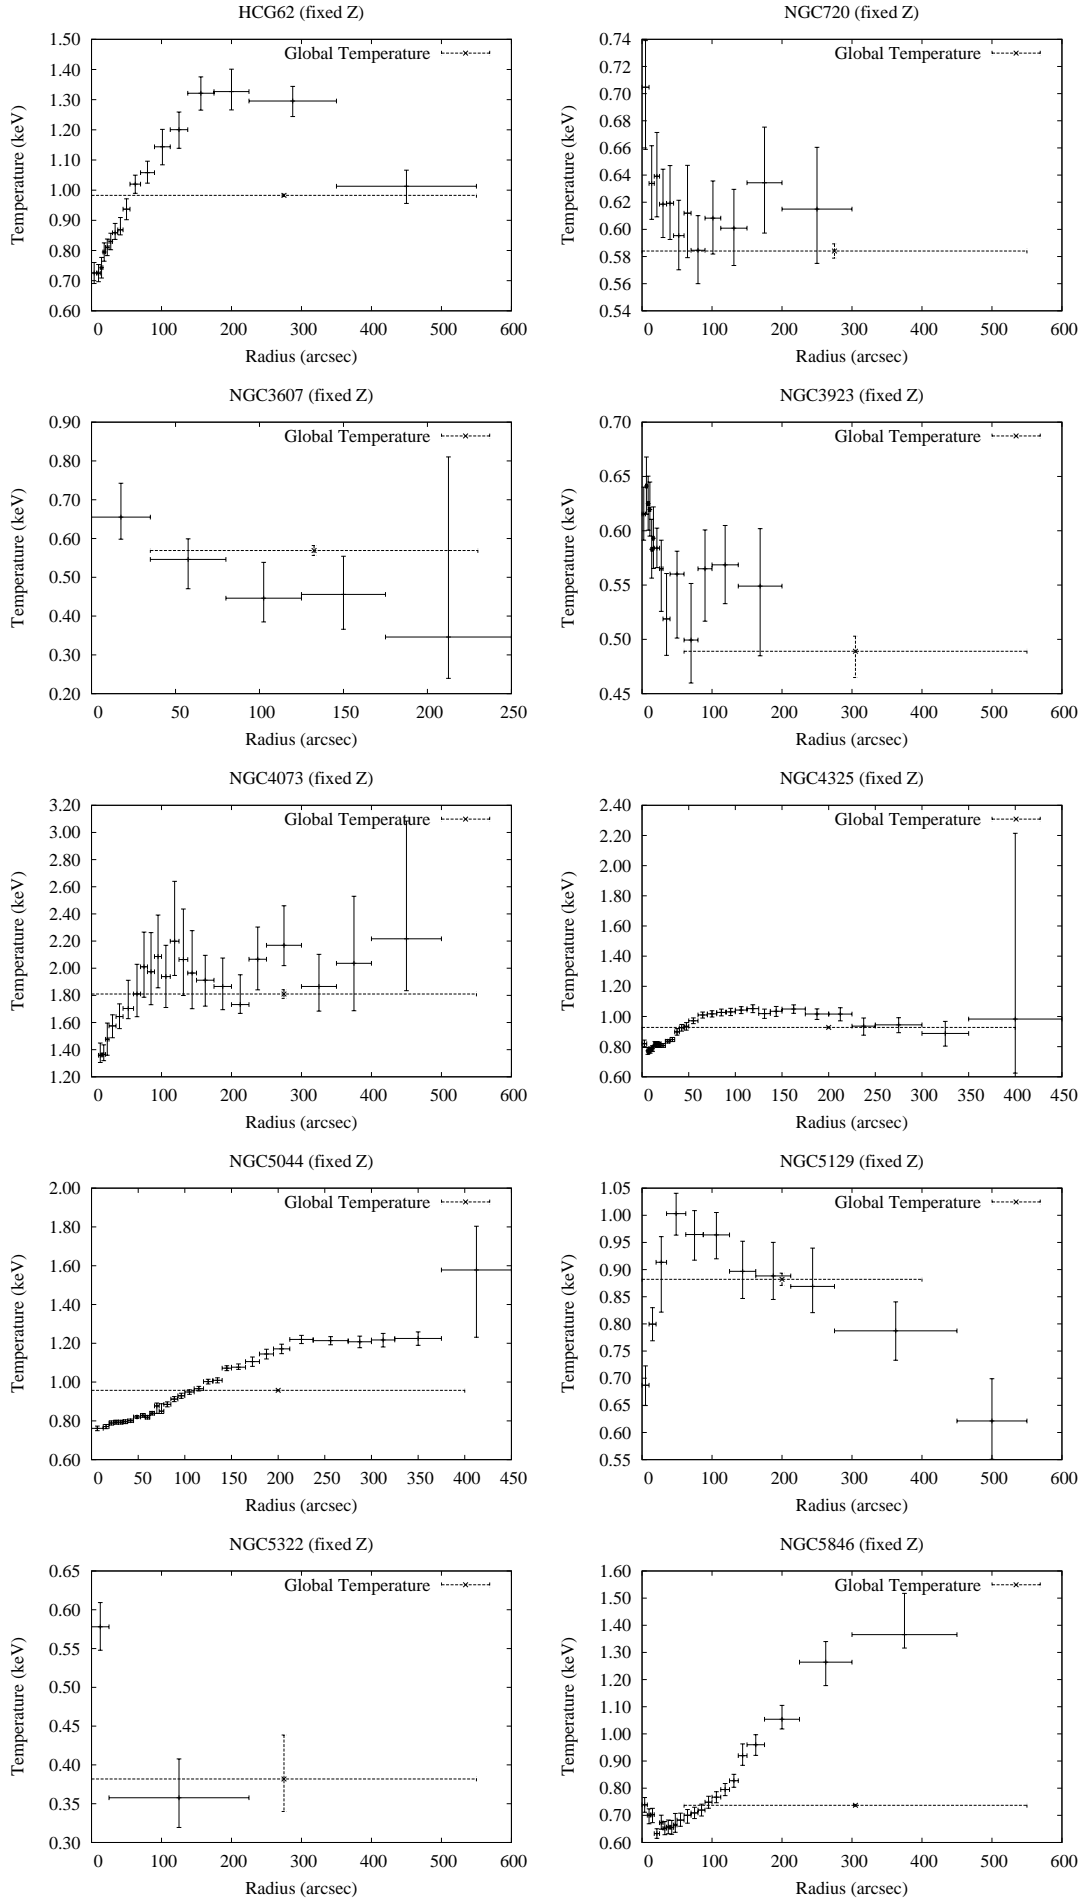 HCG62 (fixed Z)
Temperature (keV)
1.50
1.40
1.30
1.20
1.10
1.00
0.90
0.80
0.70
0.60
Global Temperature
0 100 200 300 400 500 600
Radius (arcsec)
NGC720 (fixed Z)
Temperature (keV)
0.74
0.72
0.70
0.68
0.66
0.64
0.62
0.60
0.58
0.56
0.54
Global Temperature
0 100 200 300 400 500 600
Radius (arcsec)
NGC3607 (fixed Z)
Temperature (keV)
0.90
0.80
0.70
0.60
0.50
0.40
0.30
0.20
Global Temperature
0 50 100 150 200 250
Radius (arcsec)
NGC3923 (fixed Z)
Temperature (keV)
0.70
0.65
0.60
0.55
0.50
0.45
Global Temperature
0 100 200 300 400 500 600
Radius (arcsec)
NGC4073 (fixed Z)
Temperature (keV)
3.20
3.00
2.80
2.60
2.40
2.20
2.00
1.80
1.60
1.40
1.20
Global Temperature
0 100 200 300 400 500 600
Radius (arcsec)
NGC4325 (fixed Z)
Temperature (keV)
2.40
2.20
2.00
1.80
1.60
1.40
1.20
1.00
0.80
0.60
Global Temperature
0 50 100 150 200 250 300 350 400 450
Radius (arcsec)
NGC5044 (fixed Z)
Temperature (keV)
2.00
1.80
1.60
1.40
1.20
1.00
0.80
0.60
Global Temperature
0 50 100 150 200 250 300 350 400 450
Radius (arcsec)
NGC5129 (fixed Z)
Temperature (keV)
1.05
1.00
0.95
0.90
0.85
0.80
0.75
0.70
0.65
0.60
0.55
Global Temperature
0 100 200 300 400 500 600
Radius (arcsec)
NGC5322 (fixed Z)
Temperature (keV)
0.65
0.60
0.55
0.50
0.45
0.40
0.35
0.30
Global Temperature
0 100 200 300 400 500 600
Radius (arcsec)
NGC5846 (fixed Z)
Temperature (keV)
1.60
1.50
1.40
1.30
1.20
1.10
1.00
0.90
0.80
0.70
0.60
Global Temperature
0 100 200 300 400 500 600
Radius (arcsec)